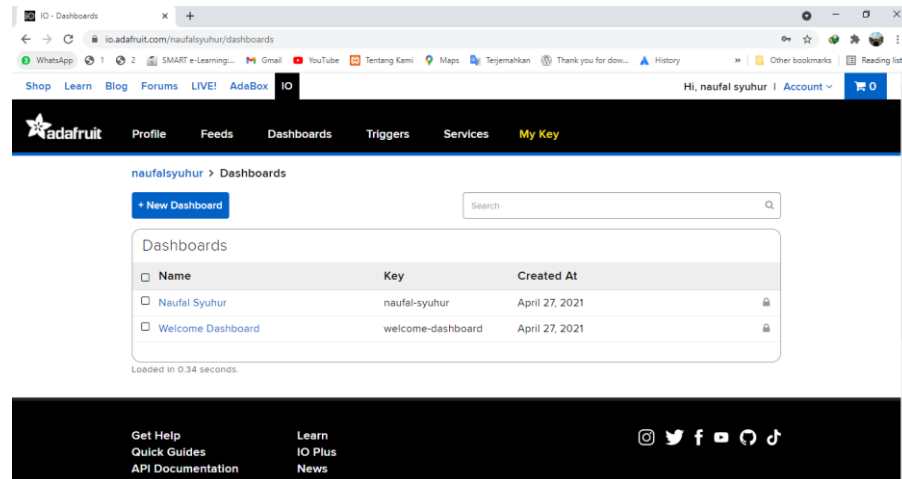 IO - Dashboards
io.adafruit.com/naufalsyuhur/dashboards
WhatsApp 1 2 SMART e-Learning:... Gmail YouTube Tentang Kami Maps Terjemahkan Thank you for dow... History » Other bookmarks Reading list
Shop Learn Blog Forums LIVE! AdaBox IO Hi, naufal syuhur | Account 0
adafruit Profile Feeds Dashboards Triggers Services My Key
naufalsyuhur > Dashboards
+ New Dashboard Search
Dashboards
Name Key Created At
Naufal Syuhur naufal-syuhur April 27, 2021
Welcome Dashboard welcome-dashboard April 27, 2021
Loaded in 0.34 seconds.
Get Help Learn
Quick Guides IO Plus
API Documentation News